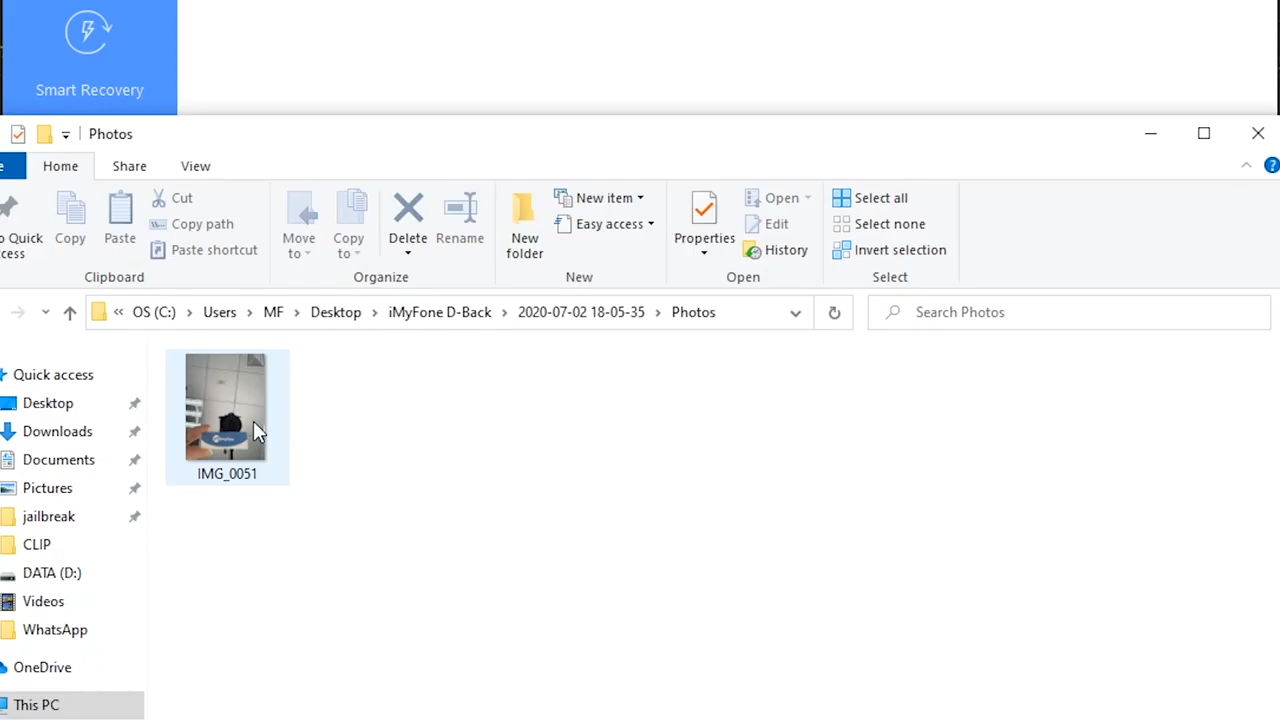 Smart Recovery
Photos
Home Share View
Cut
Copy path
Paste shortcut
Copy
Paste
Clipboard
Move to
Copy to
Delete
Rename
Organize
New folder
New item
Easy access
New
Properties
Open
Edit
History
Open
Select all
Select none
Invert selection
Select
« OS (C:) › Users › MF › Desktop › iMyFone D-Back › 2020-07-02 18-05-35 › Photos
Search Photos
Quick access
Desktop
Downloads
Documents
Pictures
jailbreak
CLIP
DATA (D:)
Videos
WhatsApp
OneDrive
This PC
IMG_0051